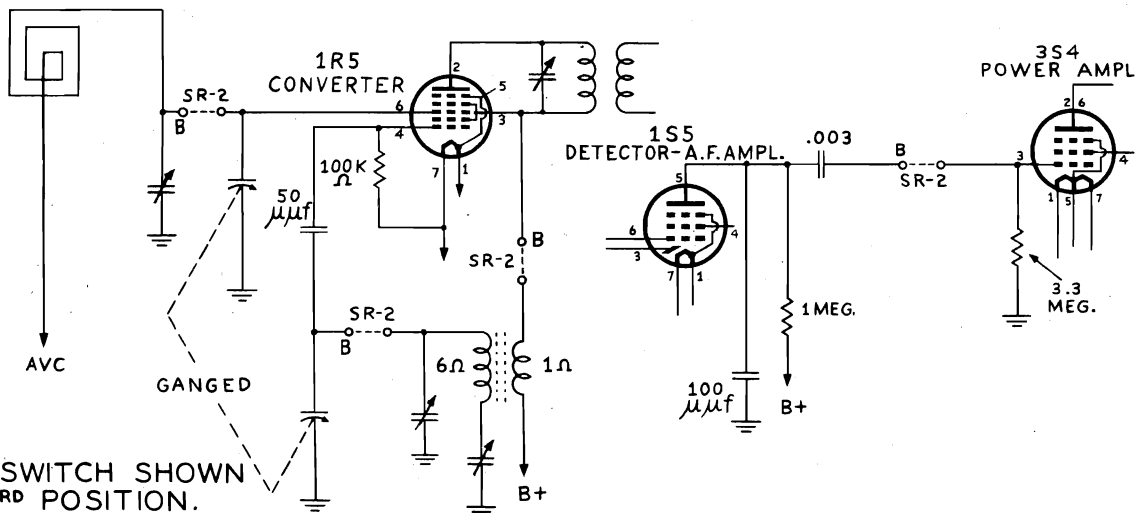 1R5
CONVERTER
SR-2
B
2
5
6
3
4
7
1
100K
Ω
50
μμf
B
SR-2
SR-2
B
6Ω
1Ω
B+
AVC
GANGED
SWITCH SHOWN
RD POSITION.
1S5
DETECTOR-A.F. AMPL.
5
6
3
4
7
1
.003
B
SR-2
1 MEG.
100
μμf
B+
3S4
POWER AMPL
2
6
3
4
1
5
7
3.3
MEG.